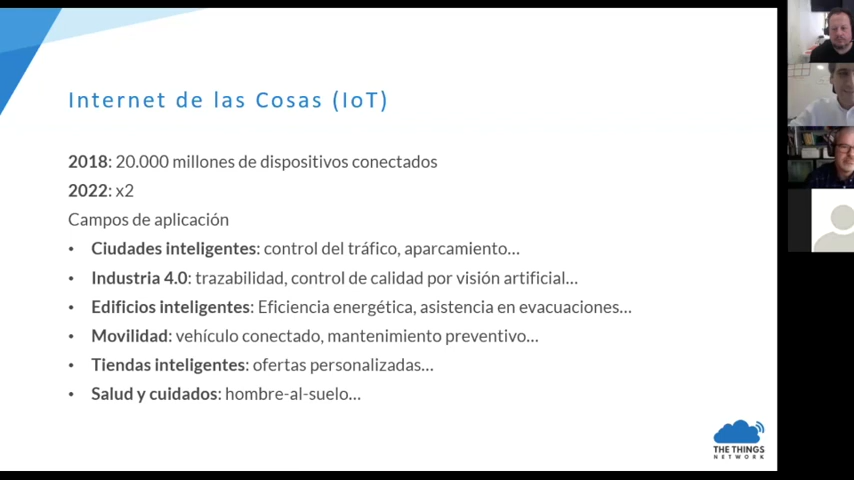 Internet de las Cosas (IoT)
2018: 20.000 millones de dispositivos conectados
2022: x2
Campos de aplicación
• Ciudades inteligentes: control del tráfico, aparcamiento...
• Industria 4.0: trazabilidad, control de calidad por visión artificial...
• Edificios inteligentes: Eficiencia energética, asistencia en evacuaciones...
• Movilidad: vehículo conectado, mantenimiento preventivo...
• Tiendas inteligentes: ofertas personalizadas...
• Salud y cuidados: hombre-al-suelo...
THE THINGS
NETWORK